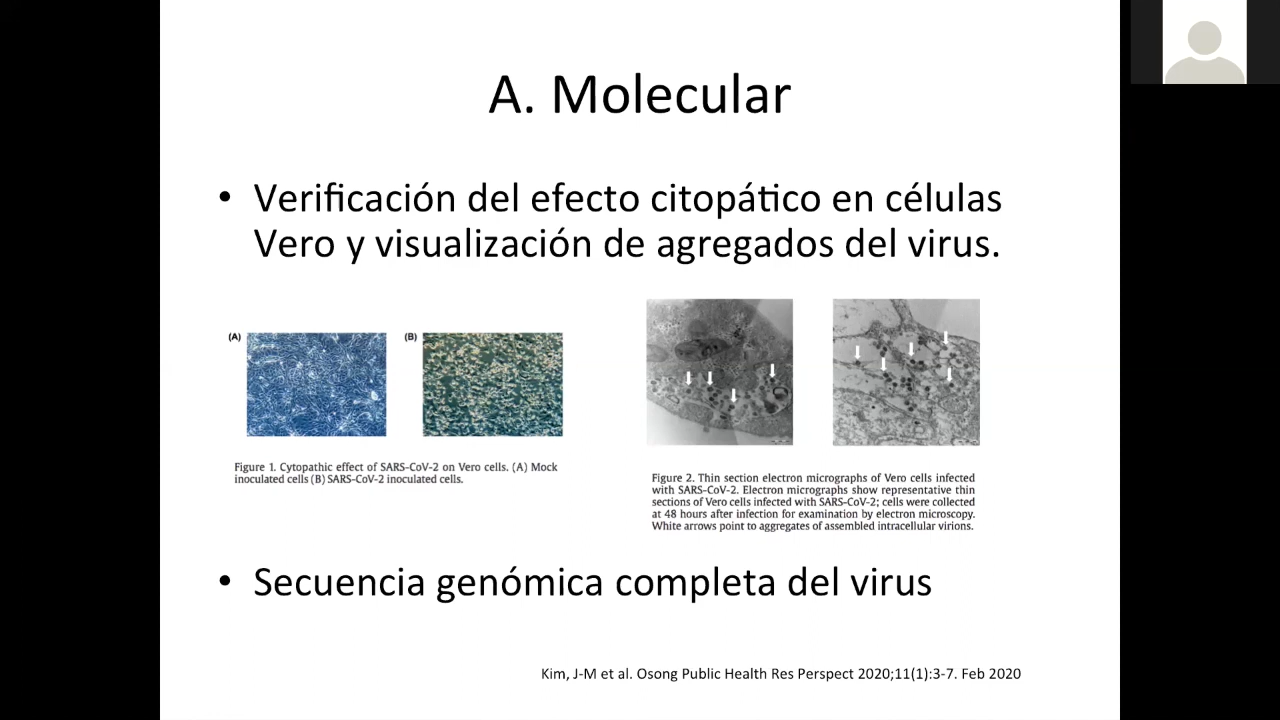 A. Molecular
• Verificación del efecto citopático en células
Vero y visualización de agregados del virus.
(A)
(B)
Figure 1. Cytopathic effect of SARS-CoV-2 on Vero cells. (A) Mock
inoculated cells (B) SARS-CoV-2 inoculated cells.
Figure 2. Thin section electron micrographs of Vero cells infected
with SARS-CoV-2. Electron micrographs show representative thin
sections of Vero cells infected with SARS-CoV-2; cells were collected
at 48 hours after infection for examination by electron microscopy.
White arrows point to aggregates of assembled intracellular virions.
• Secuencia genómica completa del virus
Kim, J-M et al. Osong Public Health Res Perspect 2020;11(1):3-7. Feb 2020